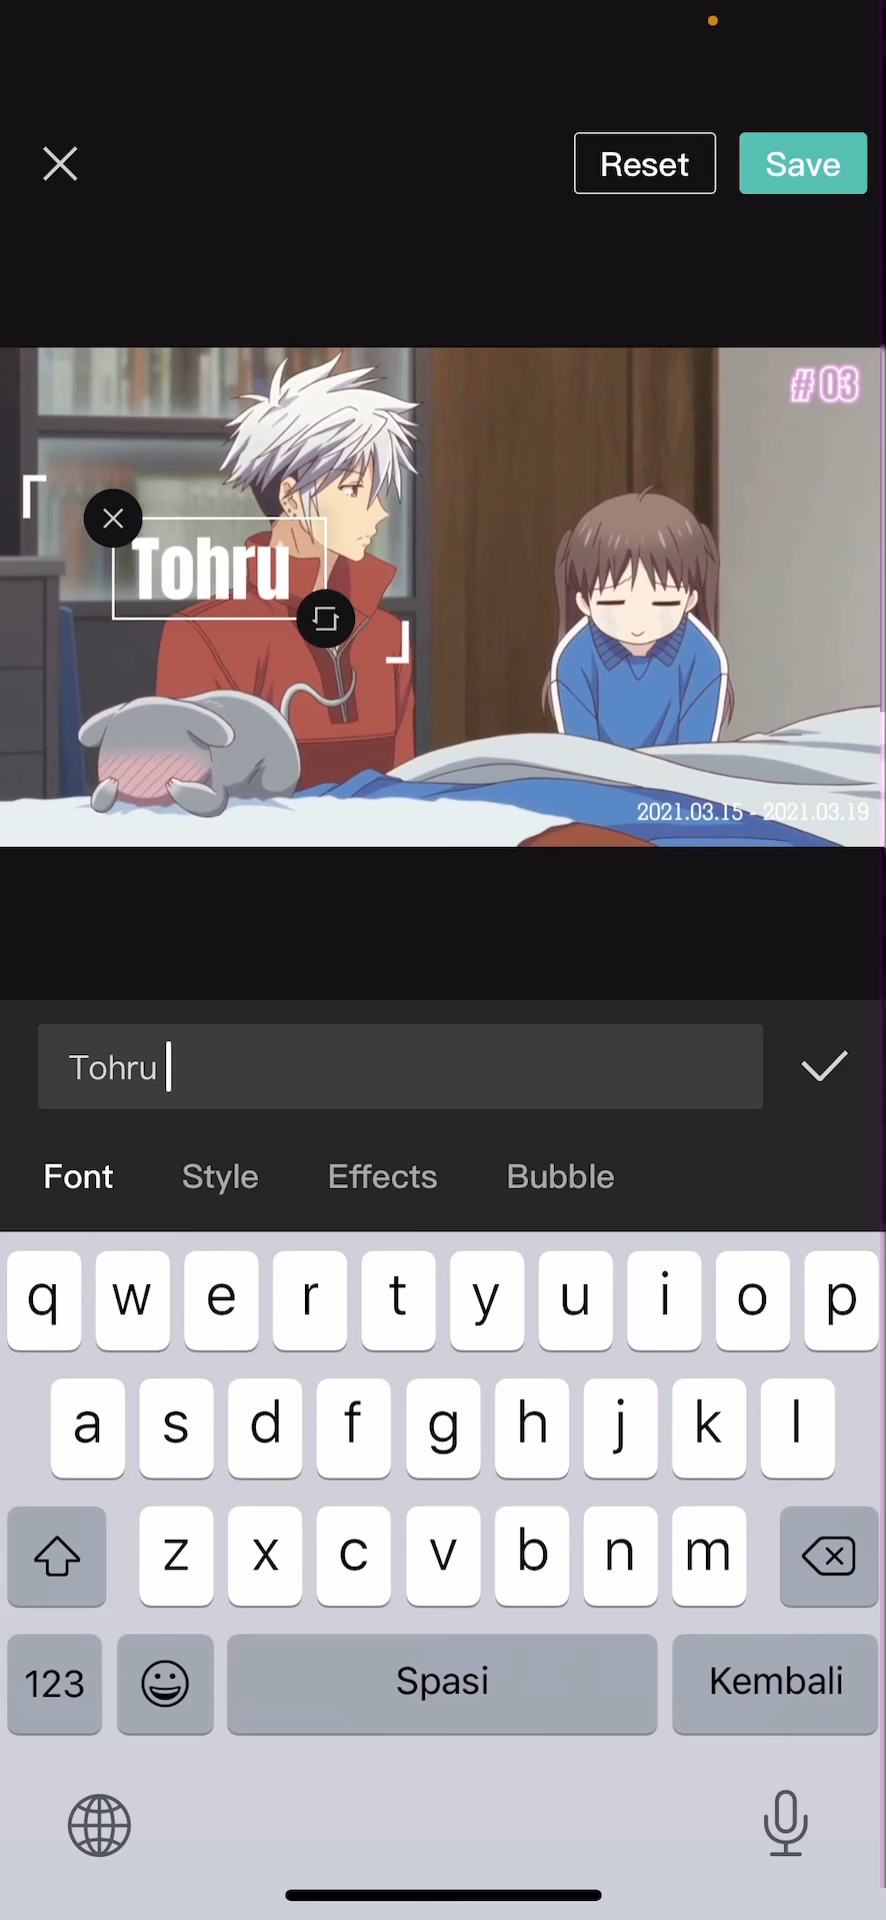 Reset Save
#03
Tohru
2021.03.15 - 2021.03.19
Tohru
Font Style Effects Bubble
q w e r t y u i o p
a s d f g h j k l
z x c v b n m
123 Spasi Kembali